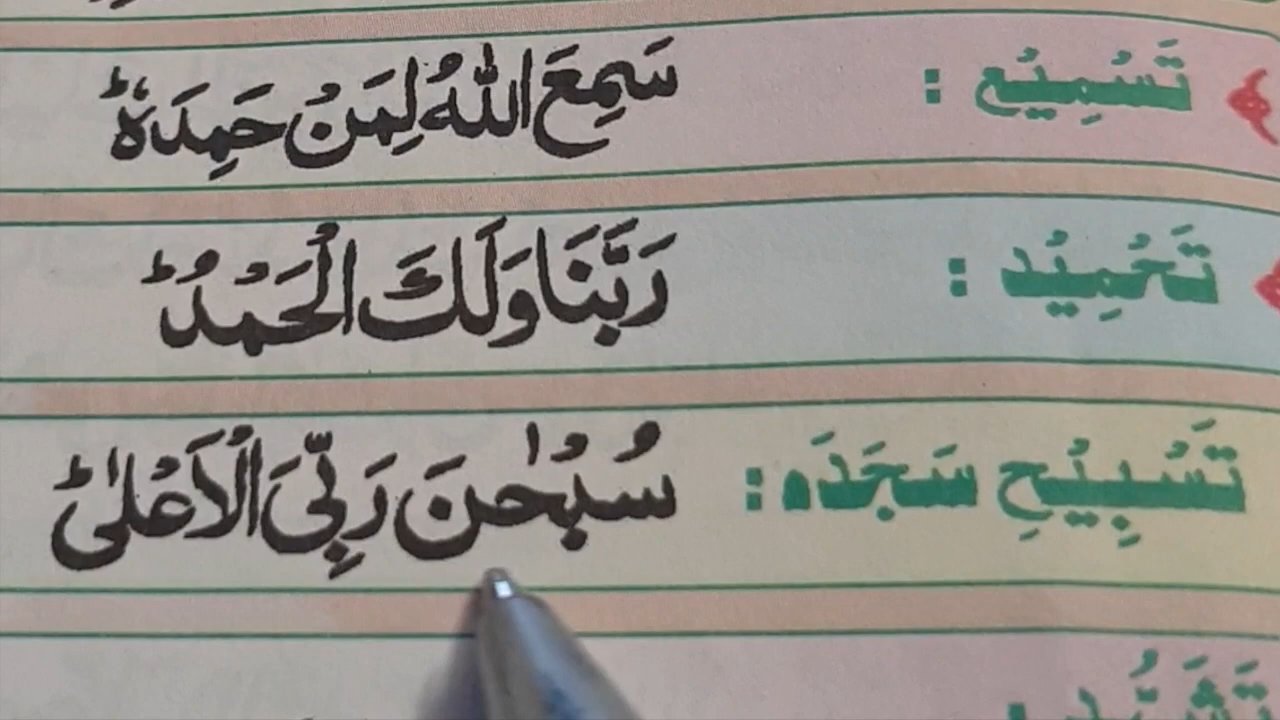 تَسْمِيْع : سَمِعَ اللّٰهُ لِمَنْ حَمِدَهٗ ؕ
تَحْمِيْد : رَبَّنَا وَلَكَ الْحَمْدُ ؕ
تَسْبِيْحِ سَجَدَه : سُبْحٰنَ رَبِّیَ الْاَعْلٰی ؕ
تَشَهُّد :